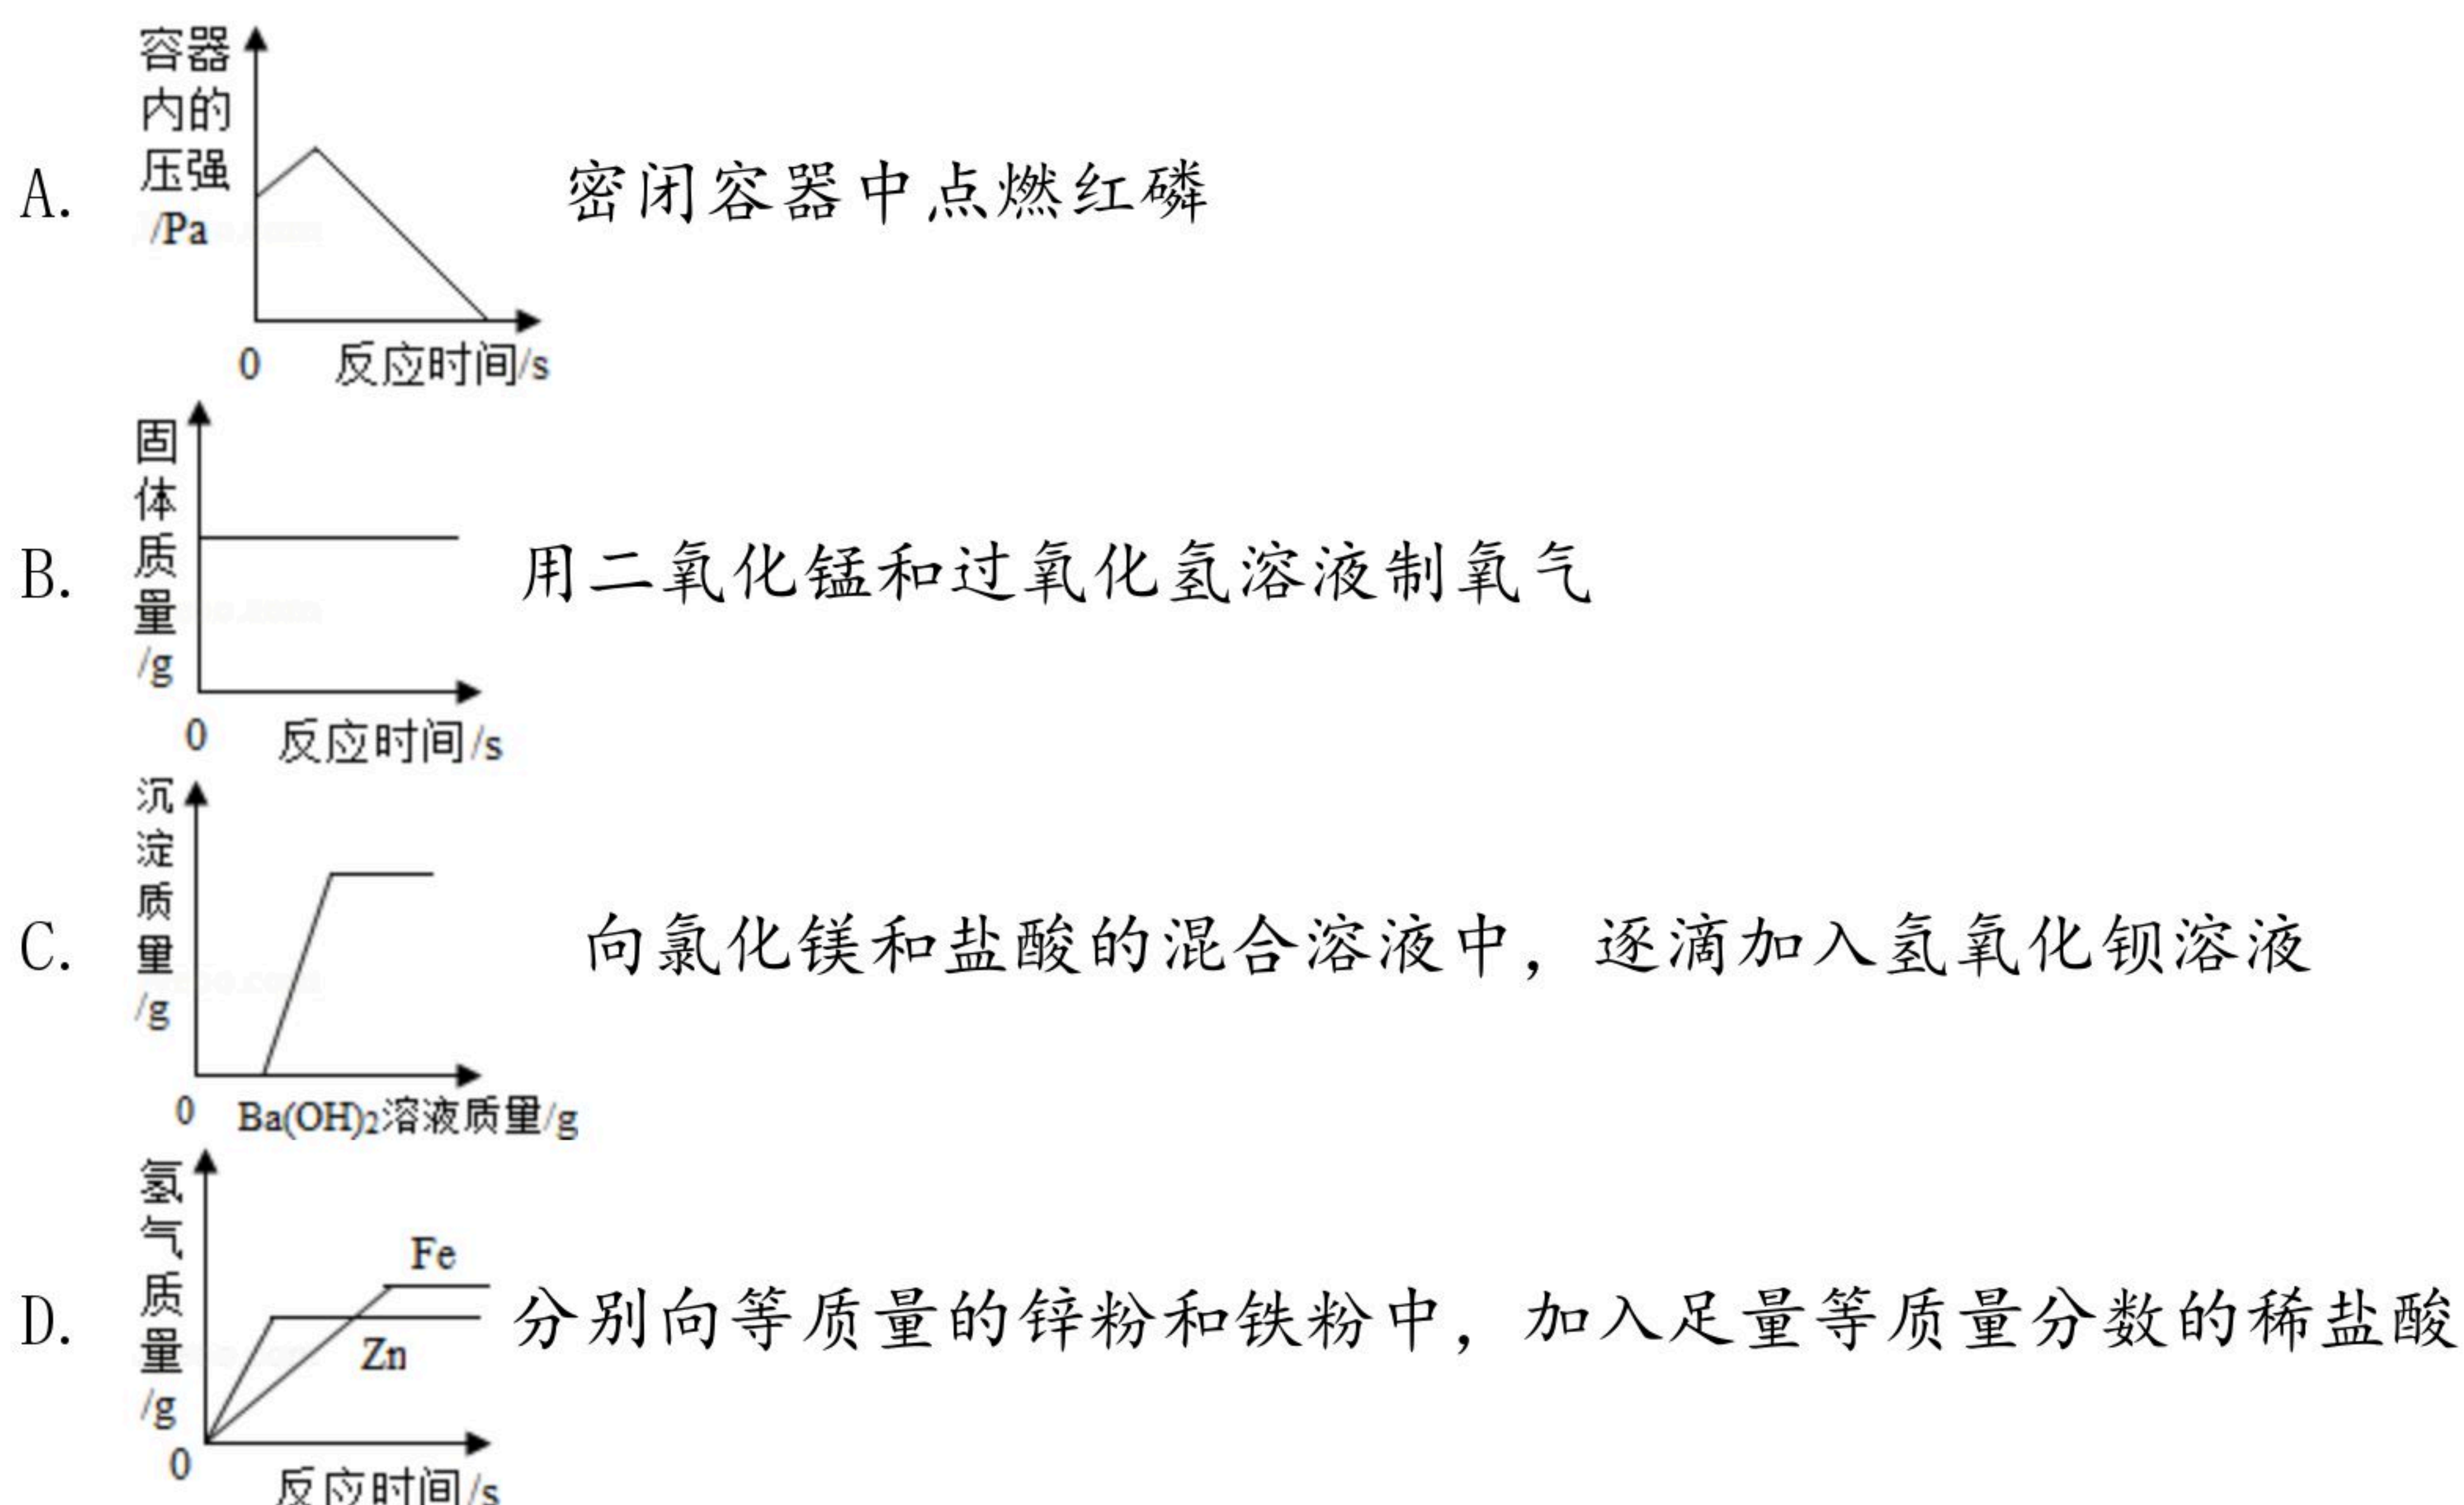 A.
容器
内的
压强
/Pa
0
反应时间/s
密闭容器中点燃红磷
B.
固
体
质
量
/g
0
反应时间/s
用二氧化锰和过氧化氢溶液制氧气
C.
沉
淀
质
量
/g
0
Ba(OH)₂溶液质量/g
向氯化镁和盐酸的混合溶液中，逐滴加入氢氧化钡溶液
D.
氢
气
质
量
/g
Fe
Zn
0
反应时间/s
分别向等质量的锌粉和铁粉中，加入足量等质量分数的稀盐酸